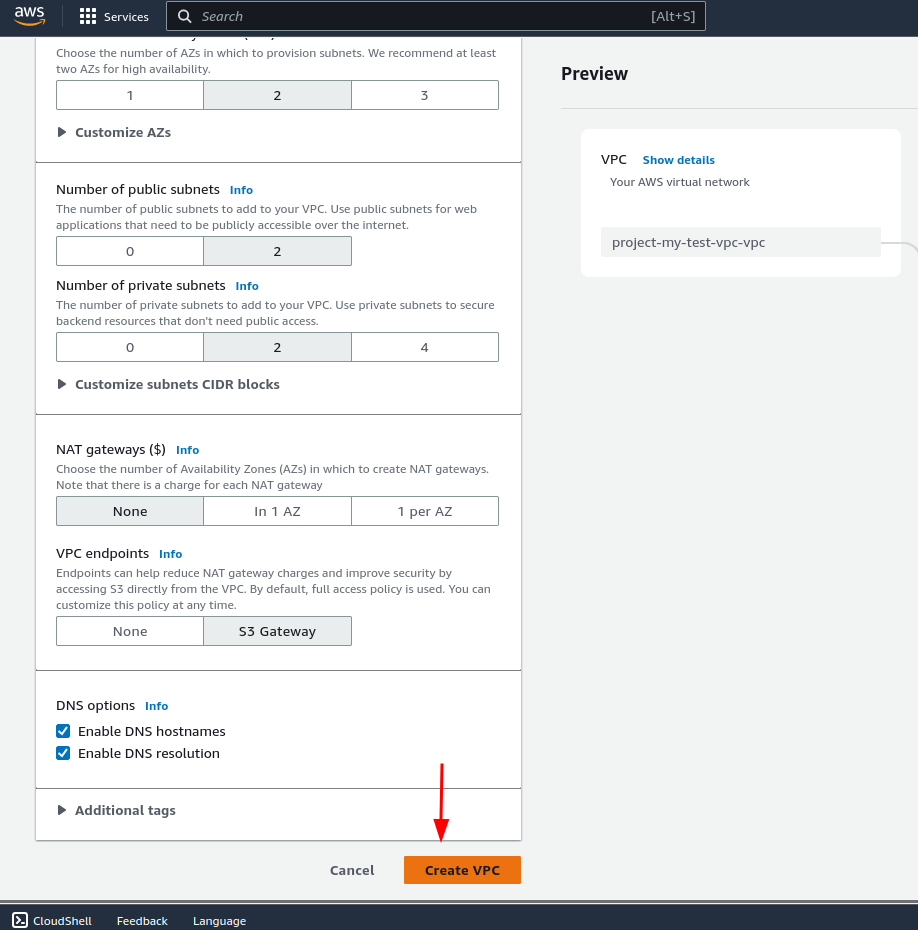 aws
Services
Search
[Alt+S]
Choose the number of AZs in which to provision subnets. We recommend at least
two AZs for high availability.
1
2
3
Customize AZs
Number of public subnets Info
The number of public subnets to add to your VPC. Use public subnets for web
applications that need to be publicly accessible over the internet.
0
2
Number of private subnets Info
The number of private subnets to add to your VPC. Use private subnets to secure
backend resources that don't need public access.
0
2
4
Customize subnets CIDR blocks
NAT gateways ($) Info
Choose the number of Availability Zones (AZs) in which to create NAT gateways.
Note that there is a charge for each NAT gateway
None
In 1 AZ
1 per AZ
VPC endpoints Info
Endpoints can help reduce NAT gateway charges and improve security by
accessing S3 directly from the VPC. By default, full access policy is used. You can
customize this policy at any time.
None
S3 Gateway
DNS options Info
Enable DNS hostnames
Enable DNS resolution
Additional tags
Cancel
Create VPC
Preview
VPC Show details
Your AWS virtual network
project-my-test-vpc-vpc
CloudShell
Feedback
Language